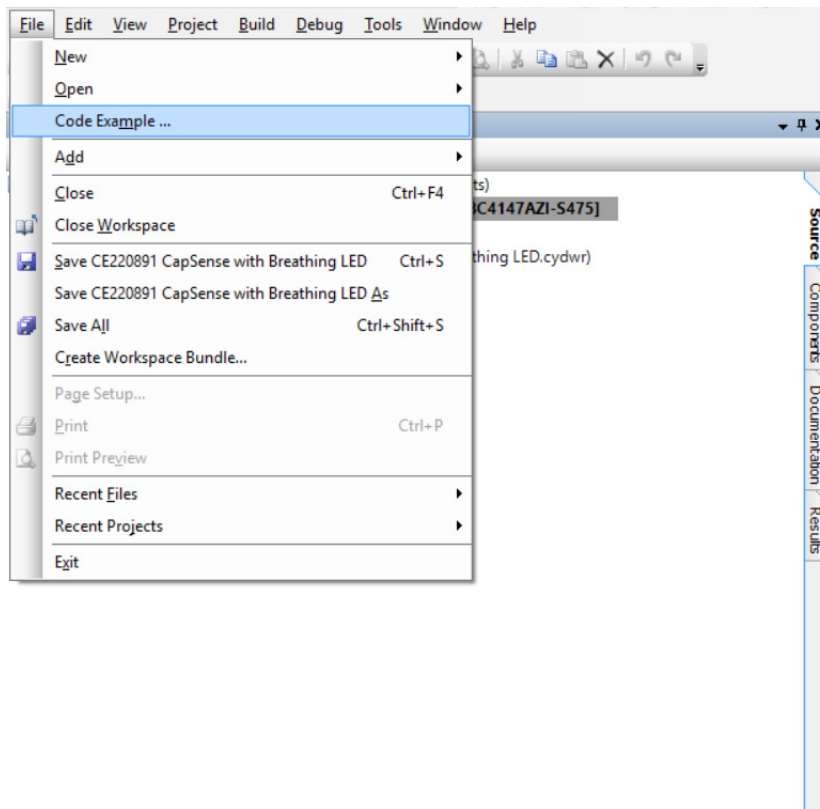 File Edit View Project Build Debug Tools Window Help
New
Open
Code Example ...
Add
Close Ctrl+F4
Close Workspace
Save CE220891 CapSense with Breathing LED Ctrl+S
Save CE220891 CapSense with Breathing LED As
Save All Ctrl+Shift+S
Create Workspace Bundle...
Page Setup...
Print Ctrl+P
Print Preview
Recent Files
Recent Projects
Exit
ts)
C4147AZI-S475]
thing LED.cydwr)
Source
Components
Documentation
Results